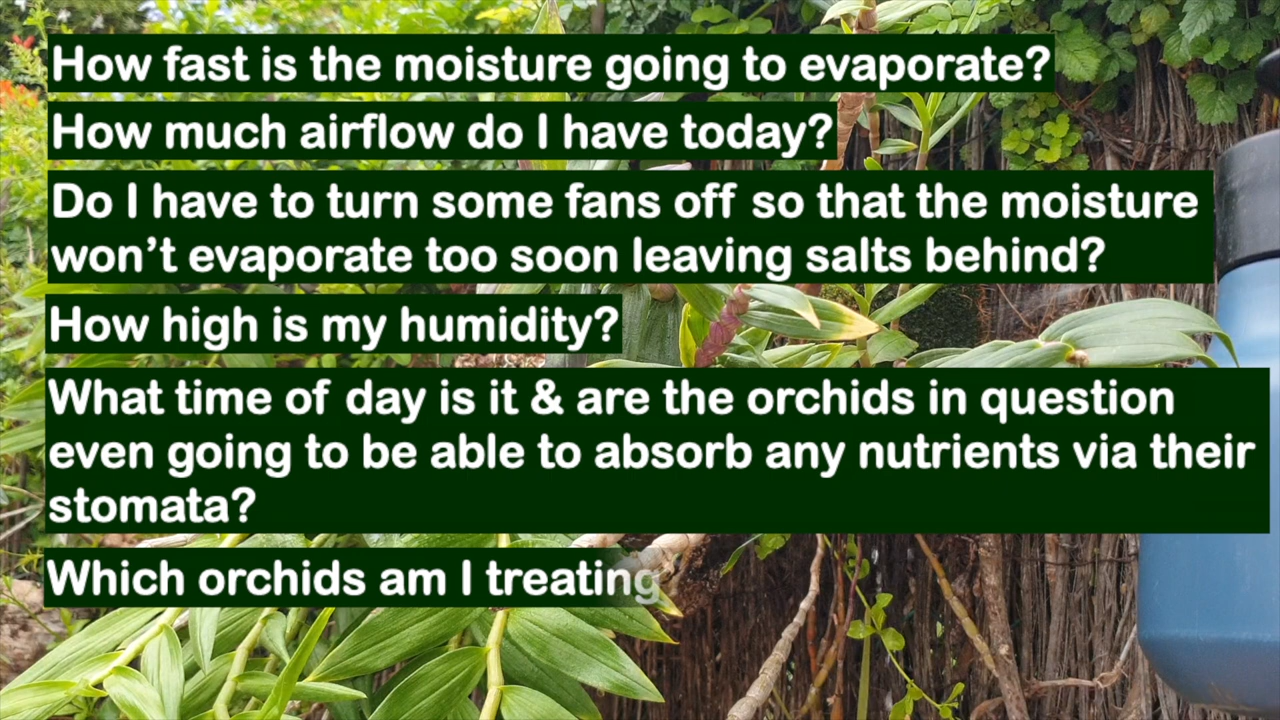 How fast is the moisture going to evaporate?
How much airflow do I have today?
Do I have to turn some fans off so that the moisture
won't evaporate too soon leaving salts behind?
How high is my humidity?
What time of day is it & are the orchids in question
even going to be able to absorb any nutrients via their
stomata?
Which orchids am I treating